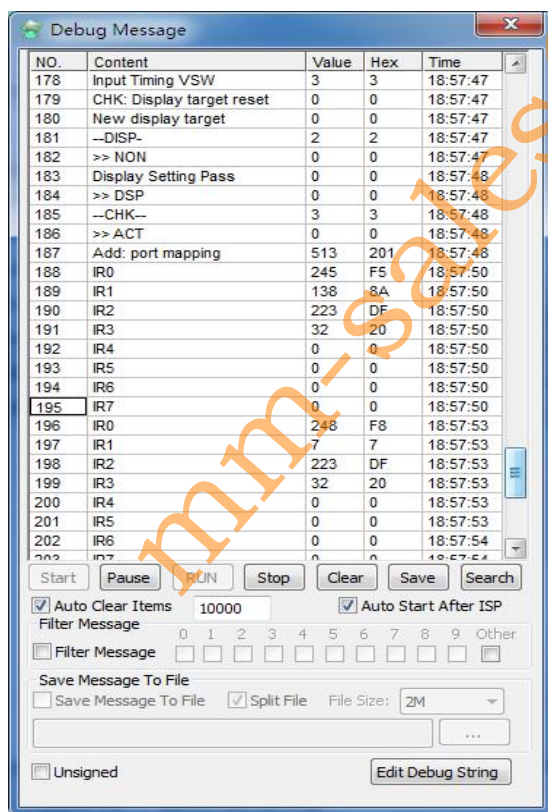 Debug Message
NO. Content Value Hex Time
178 Input Timing VSW 3 3 18:57:47
179 CHK: Display target reset 0 0 18:57:47
180 New display target 0 0 18:57:47
181 --DISP- 2 2 18:57:47
182 >> NON 0 0 18:57:47
183 Display Setting Pass 0 0 18:57:48
184 >> DSP 0 0 18:57:48
185 --CHK-- 3 3 18:57:48
186 >> ACT 0 0 18:57:48
187 Add: port mapping 513 201 18:57:48
188 IR0 245 F5 18:57:50
189 IR1 138 8A 18:57:50
190 IR2 223 DF 18:57:50
191 IR3 32 20 18:57:50
192 IR4 0 0 18:57:50
193 IR5 0 0 18:57:50
194 IR6 0 0 18:57:50
195 IR7 0 0 18:57:50
196 IR0 248 F8 18:57:53
197 IR1 7 7 18:57:53
198 IR2 223 DF 18:57:53
199 IR3 32 20 18:57:53
200 IR4 0 0 18:57:53
201 IR5 0 0 18:57:53
202 IR6 0 0 18:57:54
203 IR7 0 0 18:57:54
Start Pause RUN Stop Clear Save Search
Auto Clear Items 10000 Auto Start After ISP
Filter Message
0 1 2 3 4 5 6 7 8 9 Other
Filter Message
Save Message To File
Save Message To File Split File File Size: 2M
...
Unsigned Edit Debug String
mm-sales